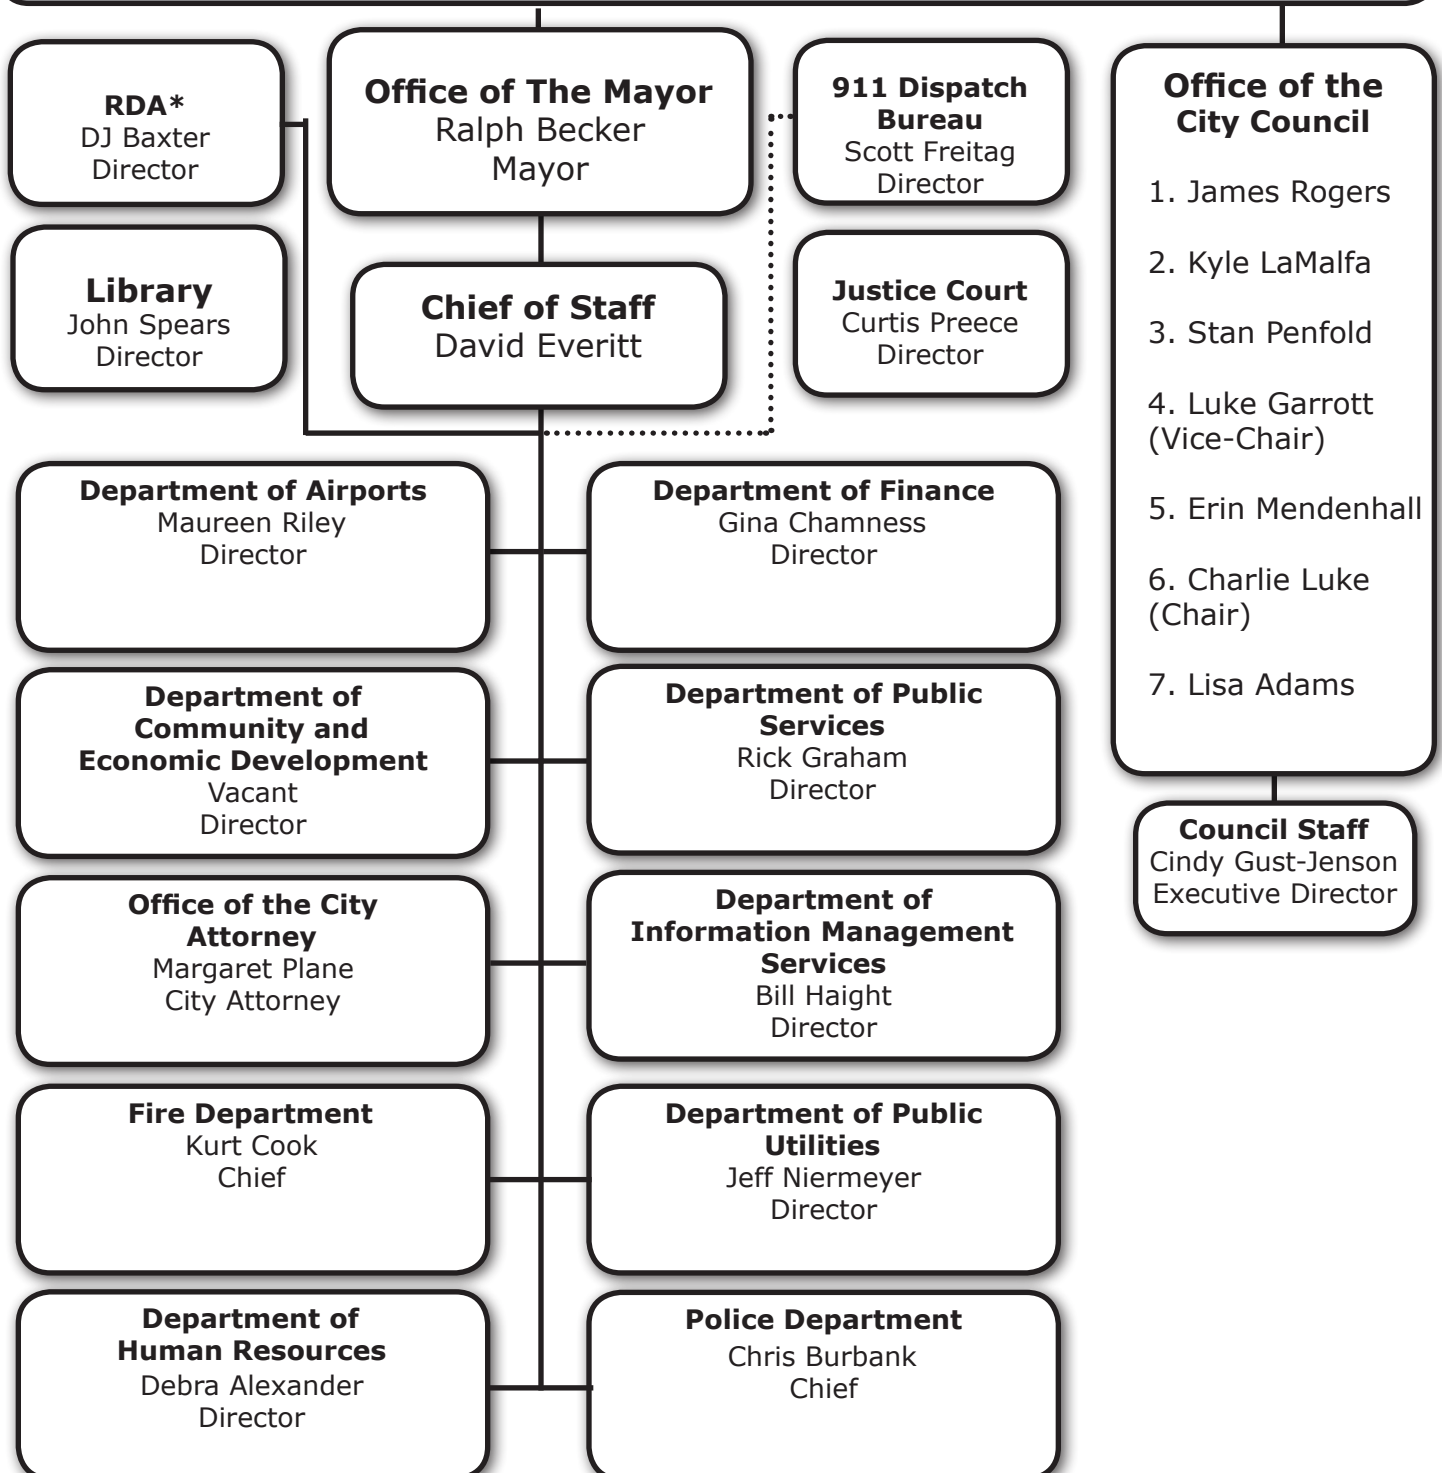 RDA*
DJ Baxter
Director
Office of The Mayor
Ralph Becker
Mayor
911 Dispatch
Bureau
Scott Freitag
Director
Office of the
City Council
1. James Rogers
2. Kyle LaMalfa
3. Stan Penfold
4. Luke Garrott
(Vice-Chair)
5. Erin Mendenhall
6. Charlie Luke
(Chair)
7. Lisa Adams
Library
John Spears
Director
Chief of Staff
David Everitt
Justice Court
Curtis Preece
Director
Department of Airports
Maureen Riley
Director
Department of Finance
Gina Chamness
Director
Department of
Community and
Economic Development
Vacant
Director
Department of Public
Services
Rick Graham
Director
Council Staff
Cindy Gust-Jenson
Executive Director
Office of the City
Attorney
Margaret Plane
City Attorney
Department of
Information Management
Services
Bill Haight
Director
Fire Department
Kurt Cook
Chief
Department of Public
Utilities
Jeff Niermeyer
Director
Department of
Human Resources
Debra Alexander
Director
Police Department
Chris Burbank
Chief